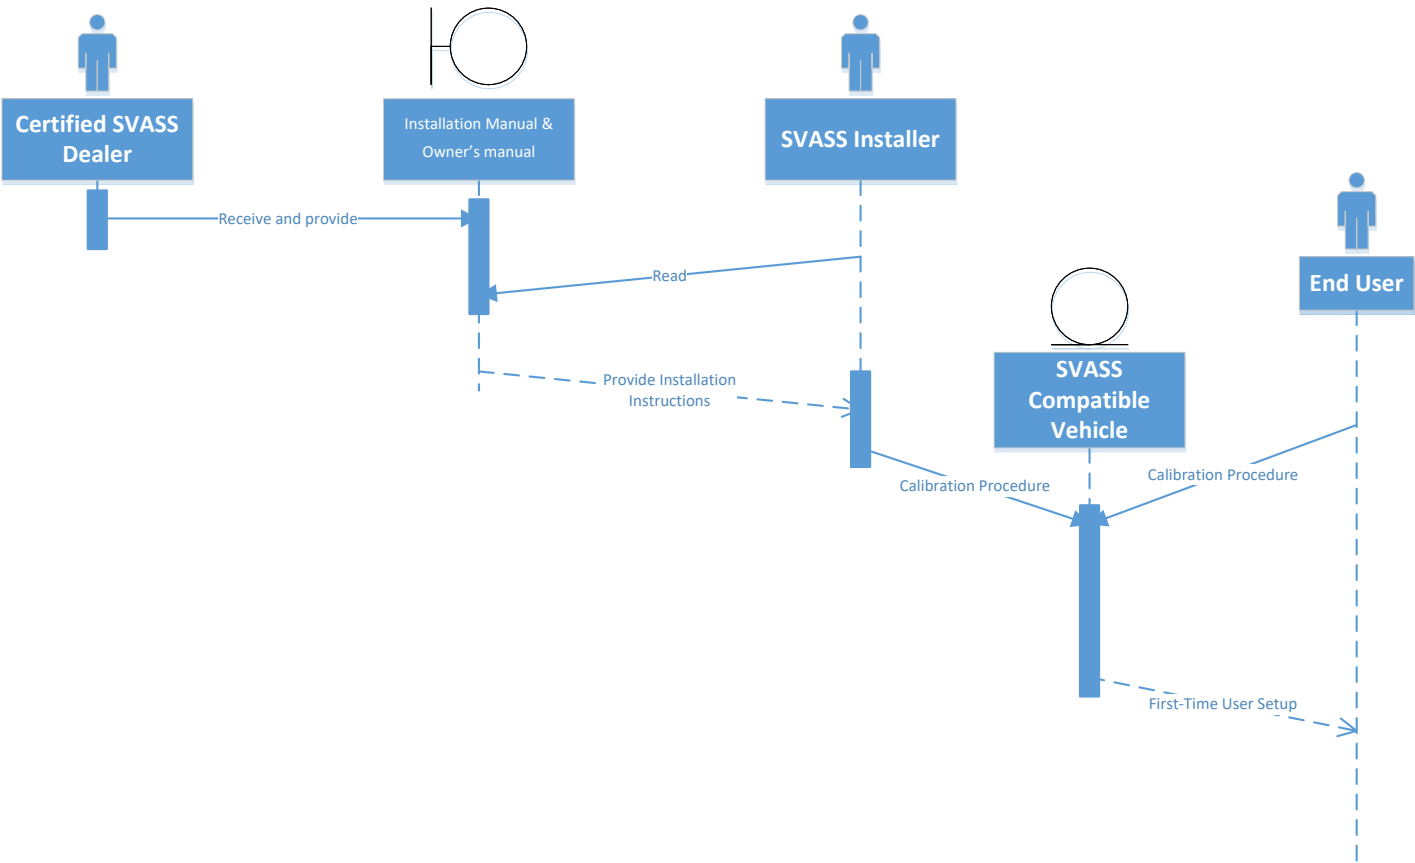 Certified SVASS
Dealer
Installation Manual &
Owner's manual
SVASS Installer
End User
Receive and provide
Read
SVASS
Compatible
Vehicle
Provide Installation
Instructions
Calibration Procedure
Calibration Procedure
First-Time User Setup